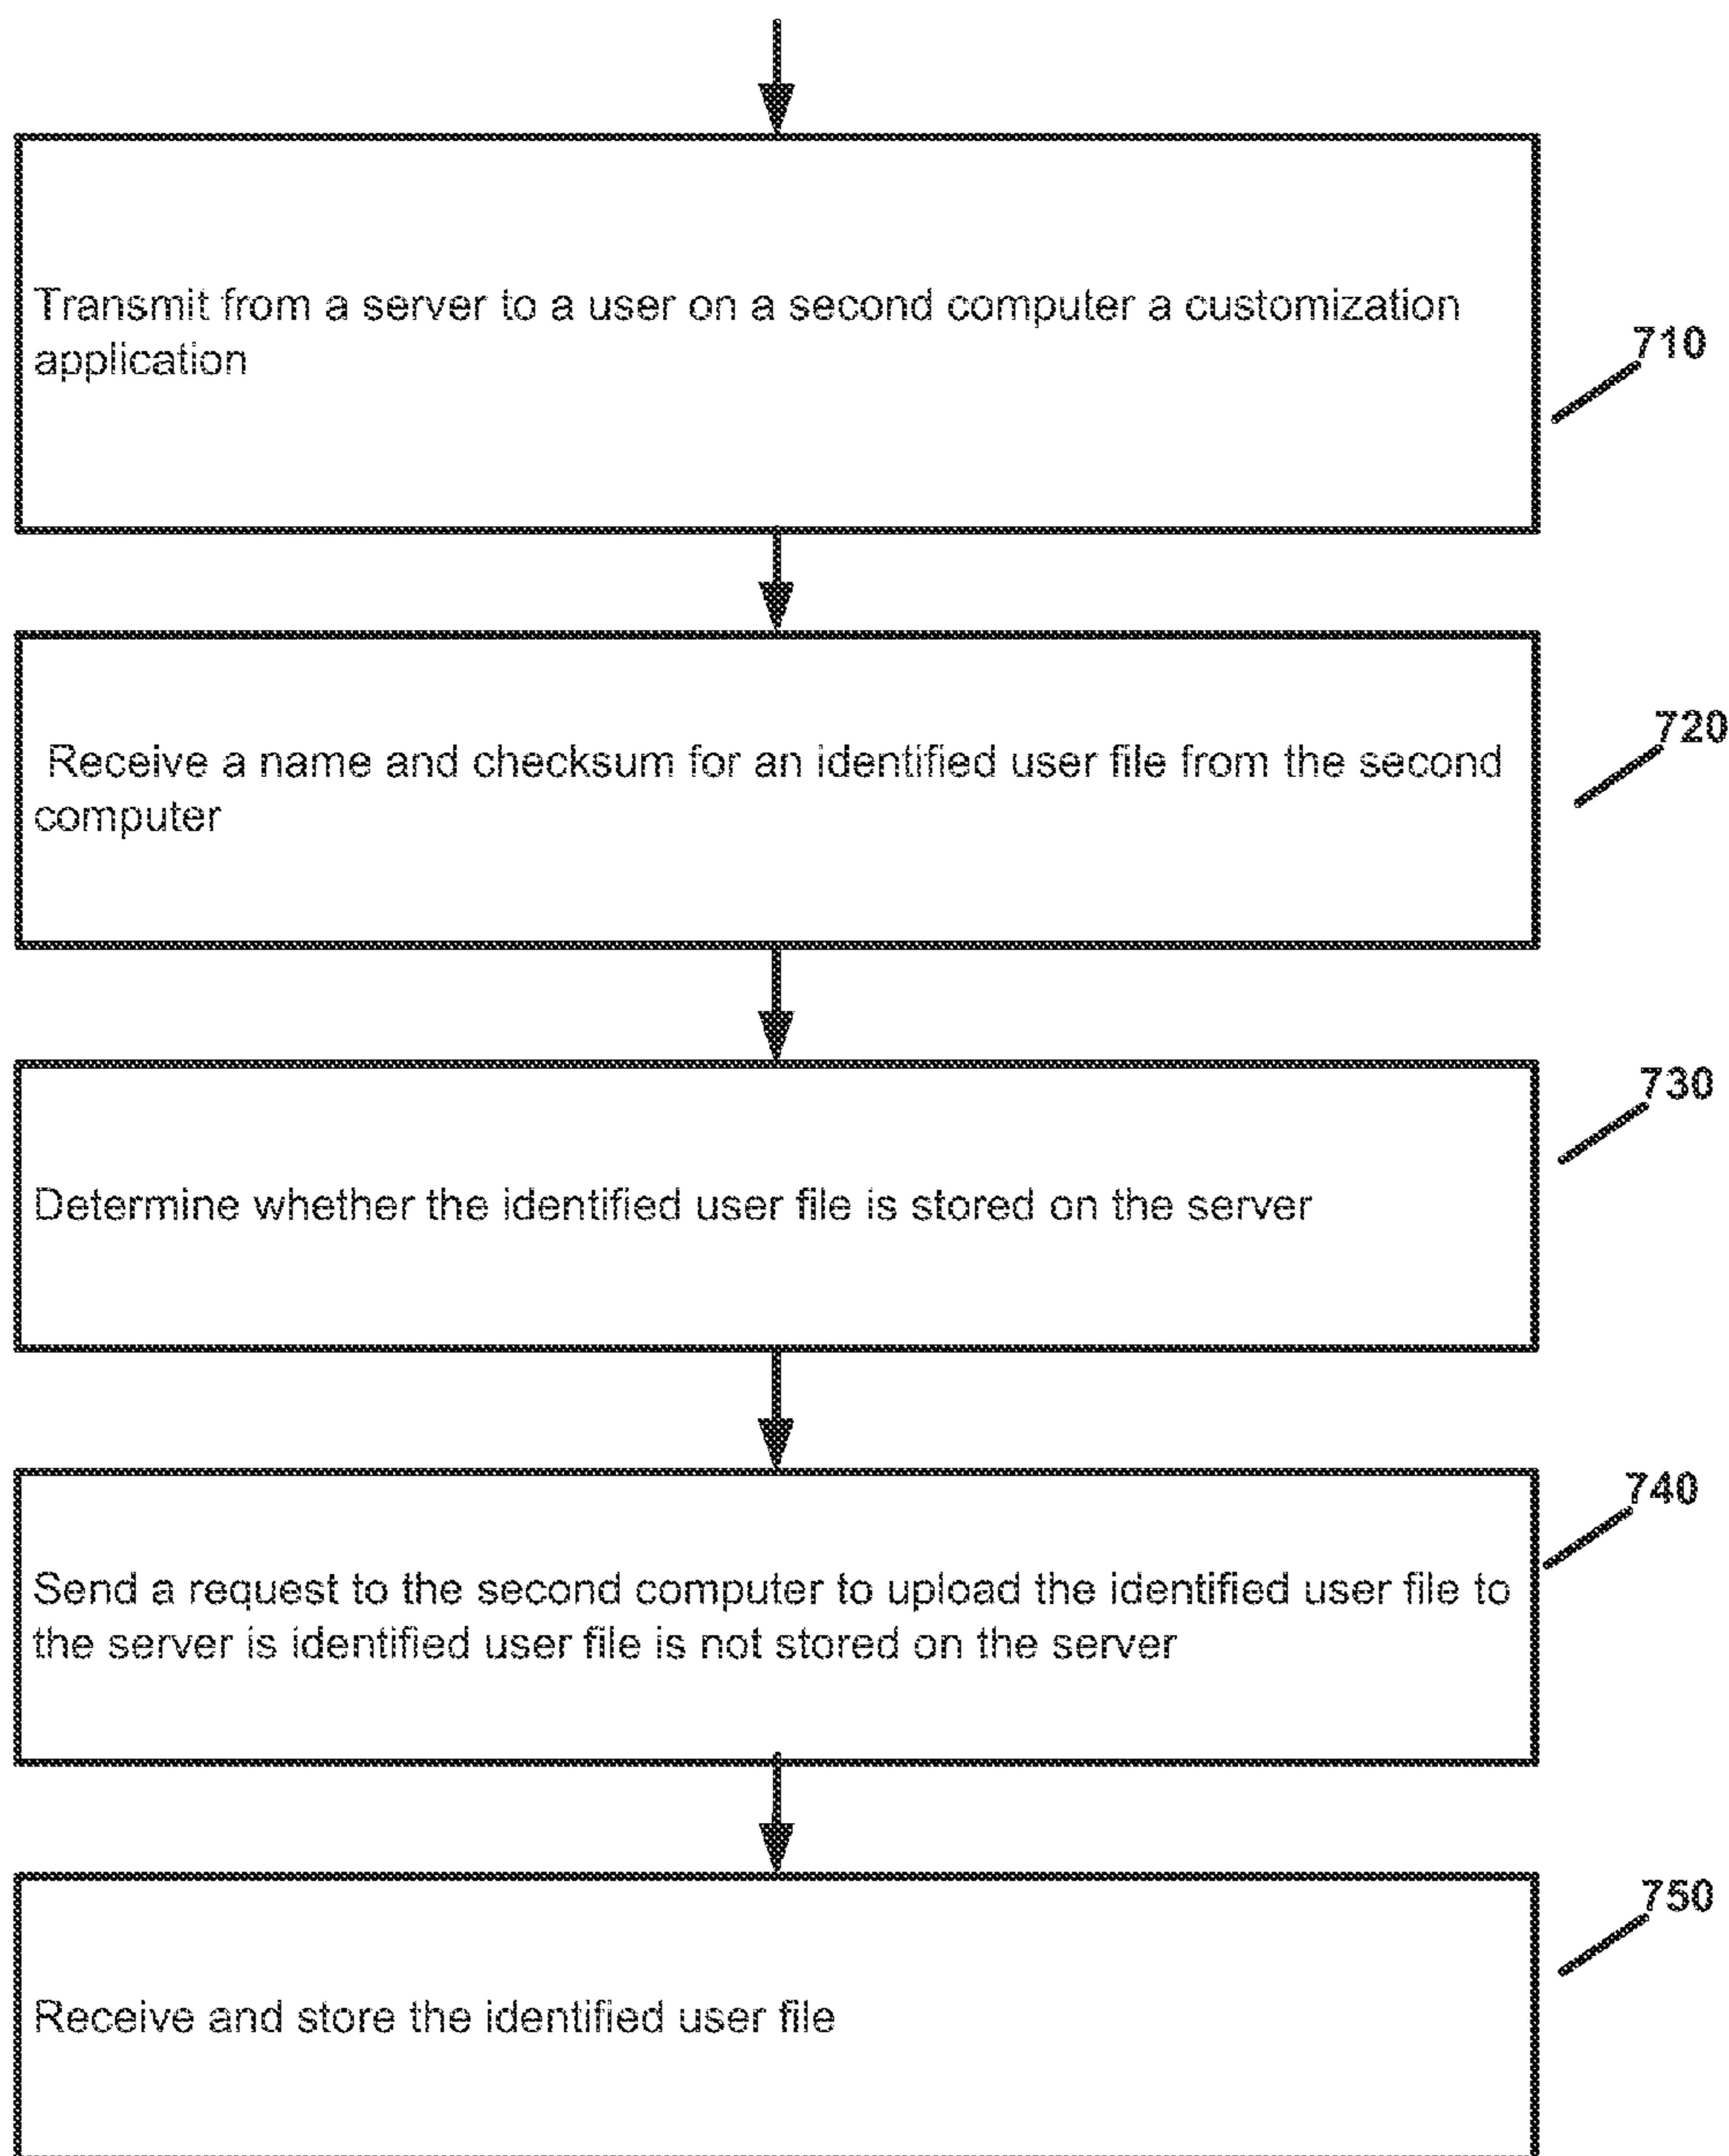 Transmit from a server to a user on a second computer a customization
application
710
Receive a name and checksum for an identified user file from the second
computer
720
730
Determine whether the identified user file is stored on the server
740
Send a request to the second computer to upload the identified user file to
the server is identified user file is not stored on the server
750
Receive and store the identified user file